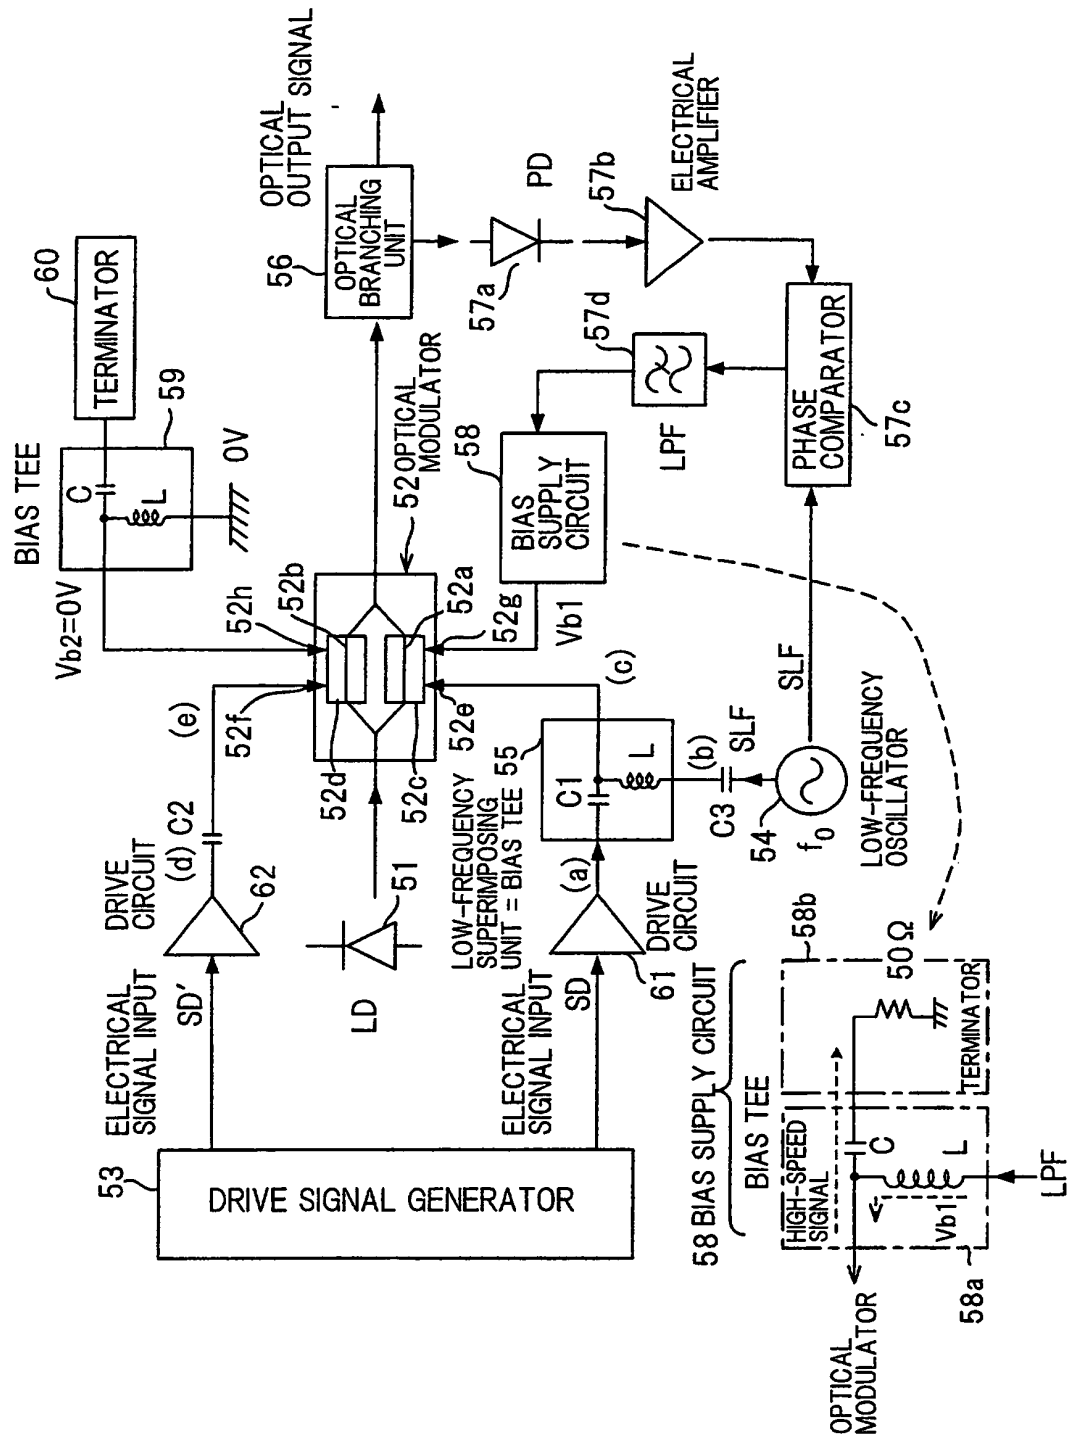 BIAS TEE
59
60
TERMINATOR
C
L
0V
Vb2=0V
OPTICAL
OUTPUT SIGNAL
56
OPTICAL
BRANCHING
UNIT
DRIVE
CIRCUIT
62
(d)
C2
(e)
52f
52h
52b
52d
52a
52c
52e
52g
52 OPTICAL
MODULATOR
57a
PD
57b
ELECTRICAL
AMPLIFIER
ELECTRICAL
SIGNAL INPUT
SD'
LD
51
53
DRIVE SIGNAL GENERATOR
LOW-FREQUENCY
SUPERIMPOSING
UNIT = BIAS TEE 55
ELECTRICAL
SIGNAL INPUT
SD
61
DRIVE
CIRCUIT
(a)
C1
L
(c)
Vb1
58
BIAS
SUPPLY
CIRCUIT
57d
LPF
PHASE
COMPARATOR
57c
(b)
SLF
C3
54
f0
LOW-FREQUENCY
OSCILLATOR
SLF
58 BIAS SUPPLY CIRCUIT
BIAS TEE
58b
50Ω
TERMINATOR
HIGH-SPEED
SIGNAL
C
L
Vb1
58a
LPF
OPTICAL
MODULATOR